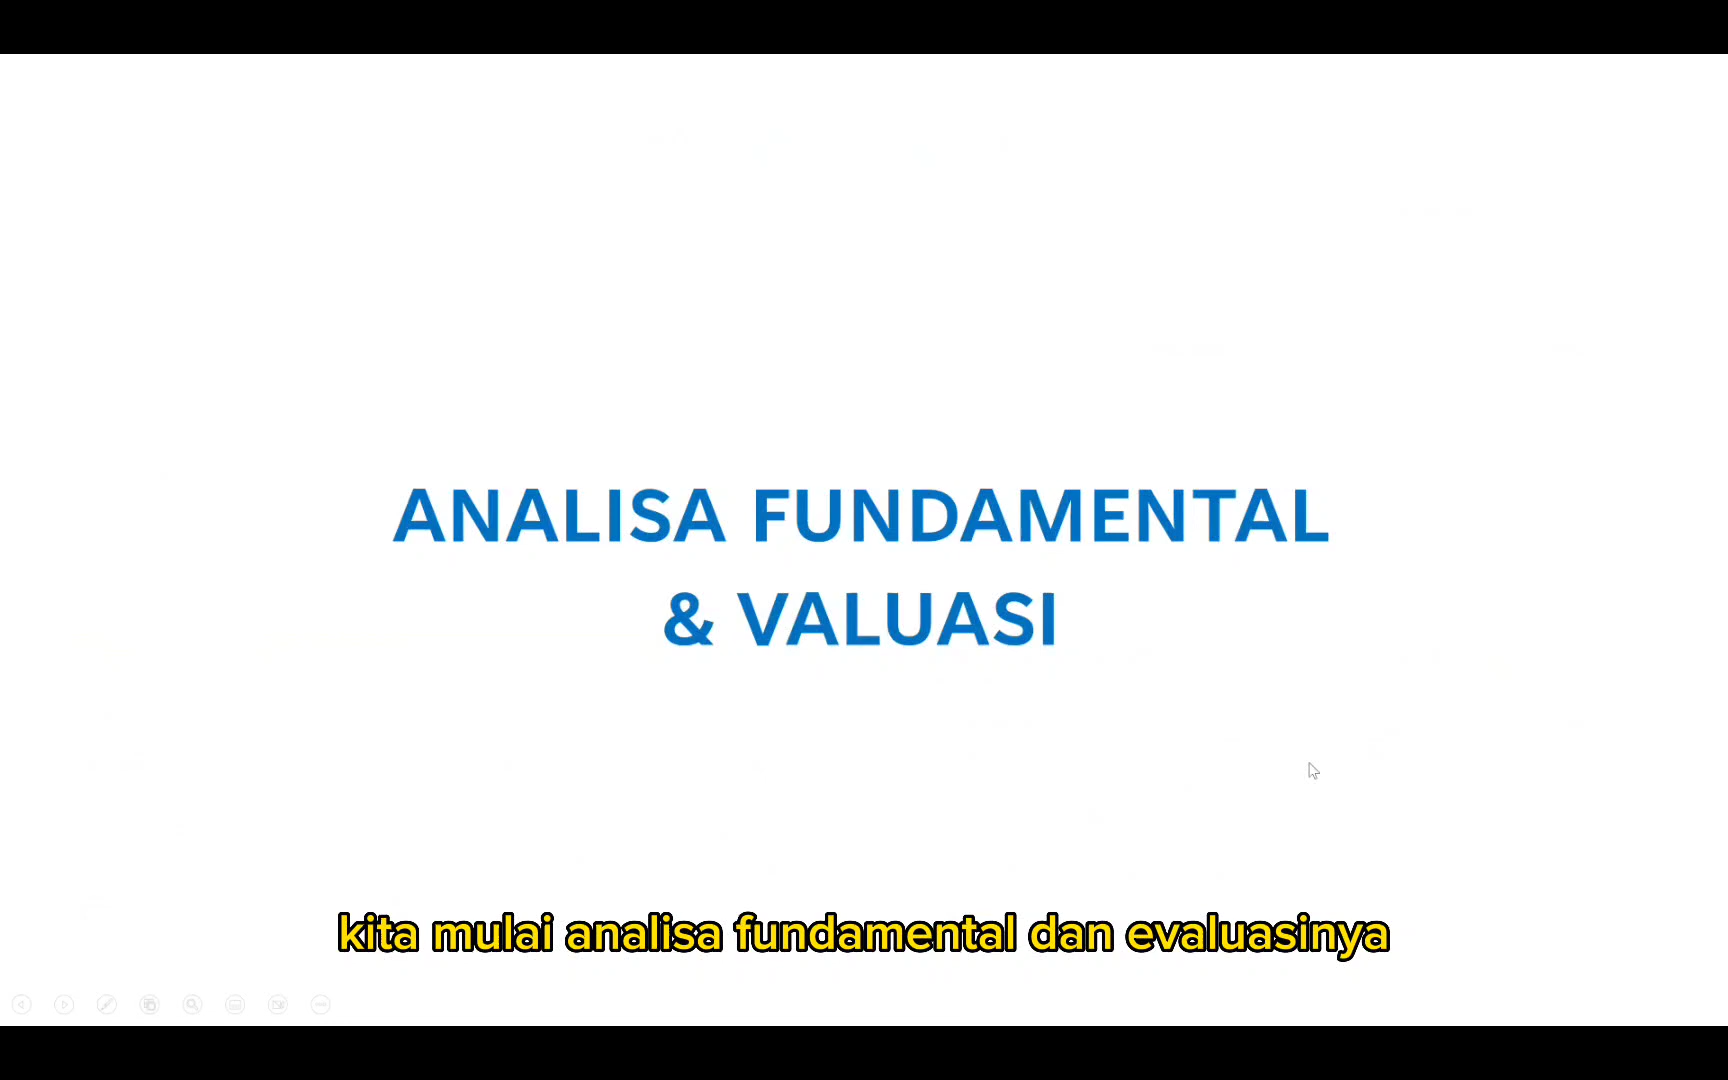 ANALISA FUNDAMENTAL
& VALUASI
kita mulai analisa fundamental dan evaluasinya